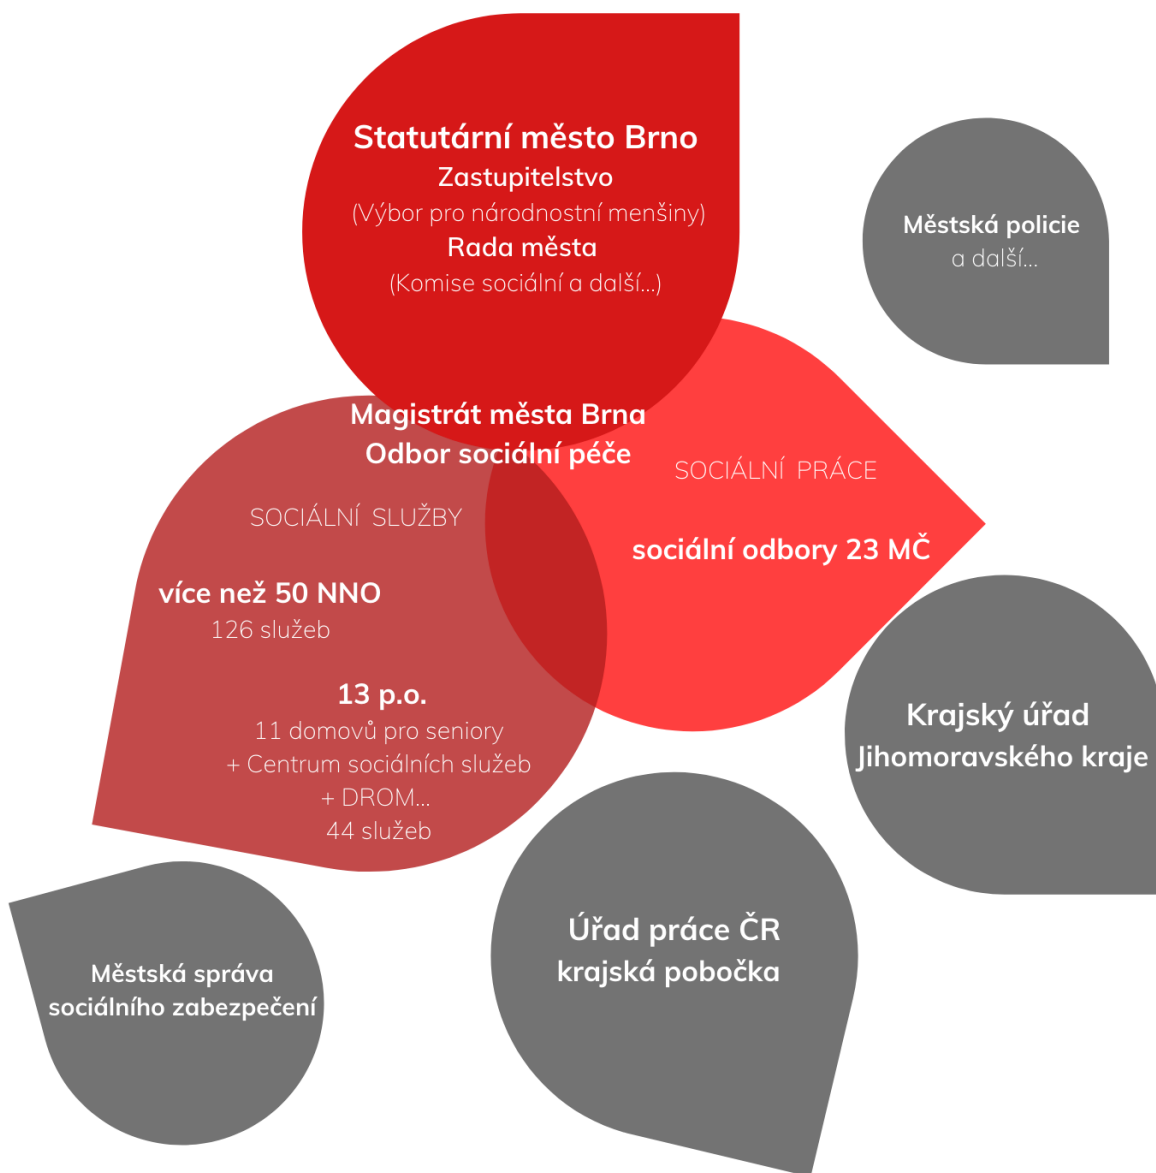 Statutární město Brno
Zastupitelstvo
(Výbor pro národnostní menšiny)
Rada města
(Komise sociální a další...)
Městská policie
a další...
Magistrát města Brna
Odbor sociální péče
SOCIÁLNÍ PRÁCE
sociální odbory 23 MČ
SOCIÁLNÍ SLUŽBY
více než 50 NNO
126 služeb
13 p.o.
11 domovů pro seniory
+ Centrum sociálních služeb
+ DROM...
44 služeb
Krajský úřad
Jihomoravského kraje
Úřad práce ČR
krajská pobočka
Městská správa
sociálního zabezpečení